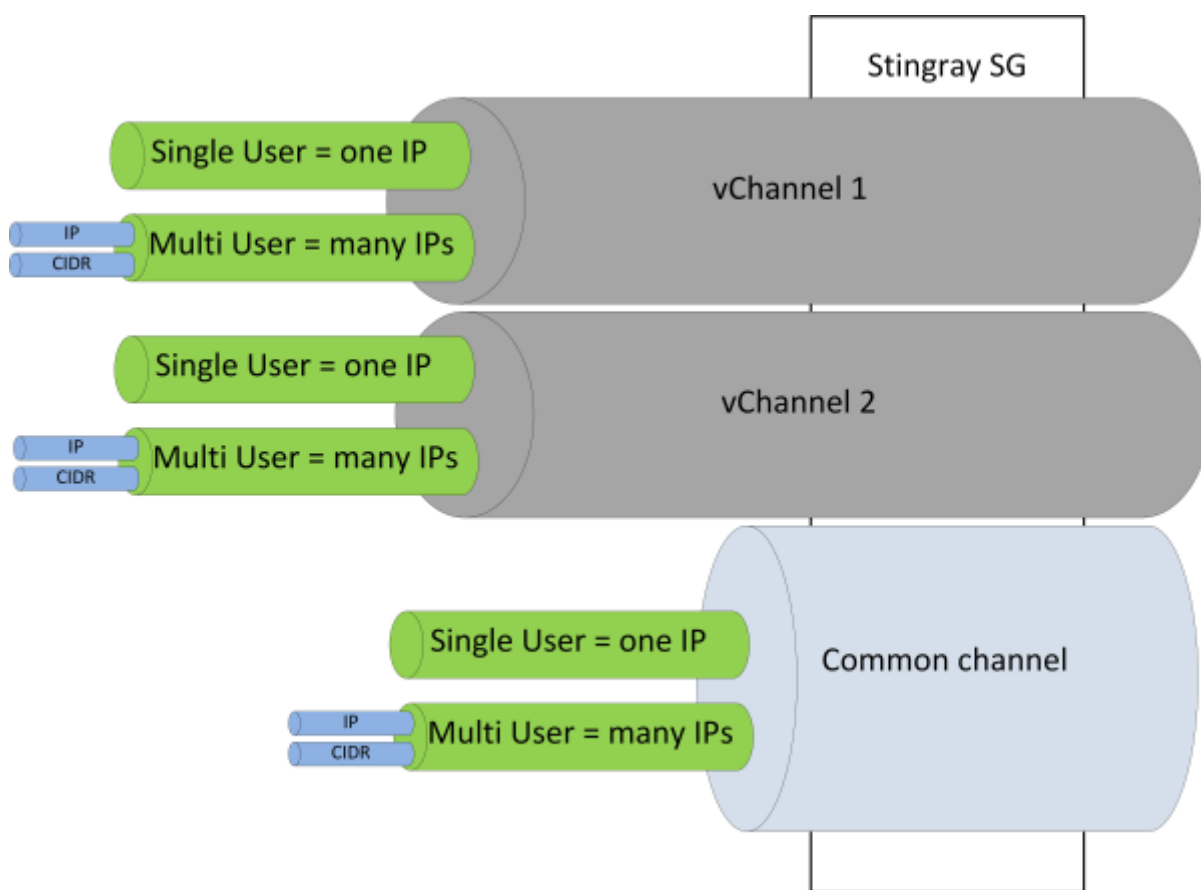 Stingray SG
Single User = one IP
vChannel 1
IP
Multi User = many IPs
CIDR
Single User = one IP
vChannel 2
IP
Multi User = many IPs
CIDR
Single User = one IP
Common channel
IP
Multi User = many IPs
CIDR